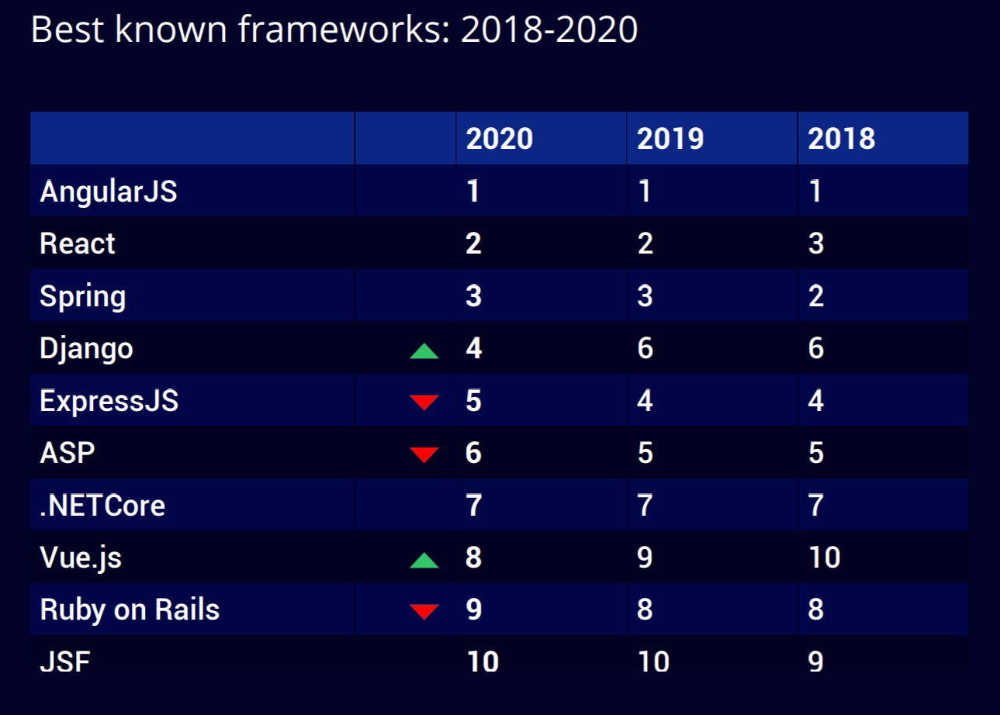 Best known frameworks: 2018-2020
2020 2019 2018
AngularJS 1 1 1
React 2 2 3
Spring 3 3 2
Django 4 6 6
ExpressJS 5 4 4
ASP 6 5 5
.NETCore 7 7 7
Vue.js 8 9 10
Ruby on Rails 9 8 8
JSF 10 10 9